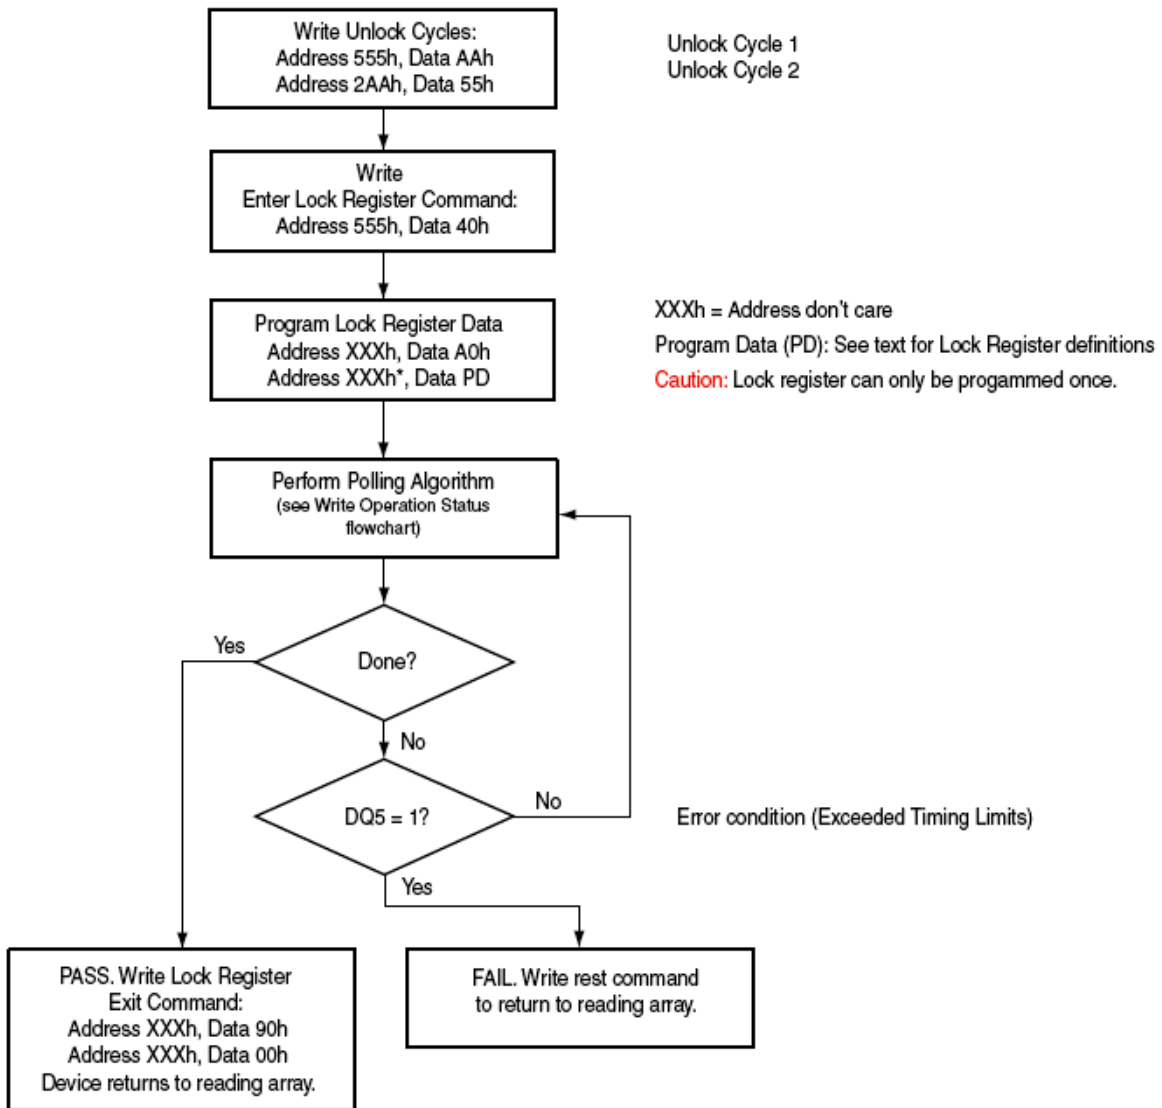 Write Unlock Cycles:
Address 555h, Data AAh
Address 2AAh, Data 55h
Unlock Cycle 1
Unlock Cycle 2
Write
Enter Lock Register Command:
Address 555h, Data 40h
Program Lock Register Data
Address XXXh, Data A0h
Address XXXh*, Data PD
XXXh = Address don't care
Program Data (PD): See text for Lock Register definitions
Caution: Lock register can only be progammed once.
Perform Polling Algorithm
(see Write Operation Status
flowchart)
Yes
Done?
No
DQ5 = 1?
No
Error condition (Exceeded Timing Limits)
Yes
PASS. Write Lock Register
Exit Command:
Address XXXh, Data 90h
Address XXXh, Data 00h
Device returns to reading array.
FAIL. Write rest command
to return to reading array.